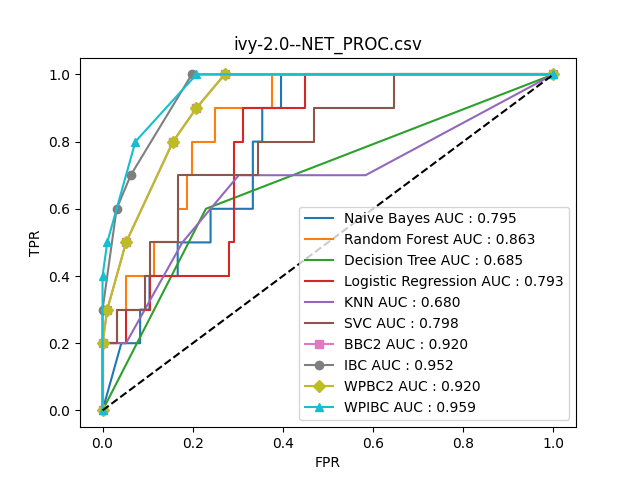 ivy-2.0--NET_PROC.csv
TPR
1.0
0.8
0.6
0.4
0.2
0.0
Naive Bayes AUC : 0.795
Random Forest AUC : 0.863
Decision Tree AUC : 0.685
Logistic Regression AUC : 0.793
KNN AUC : 0.680
SVC AUC : 0.798
BBC2 AUC : 0.920
IBC AUC : 0.952
WPBC2 AUC : 0.920
WPIBC AUC : 0.959
0.0 0.2 0.4 0.6 0.8 1.0
FPR